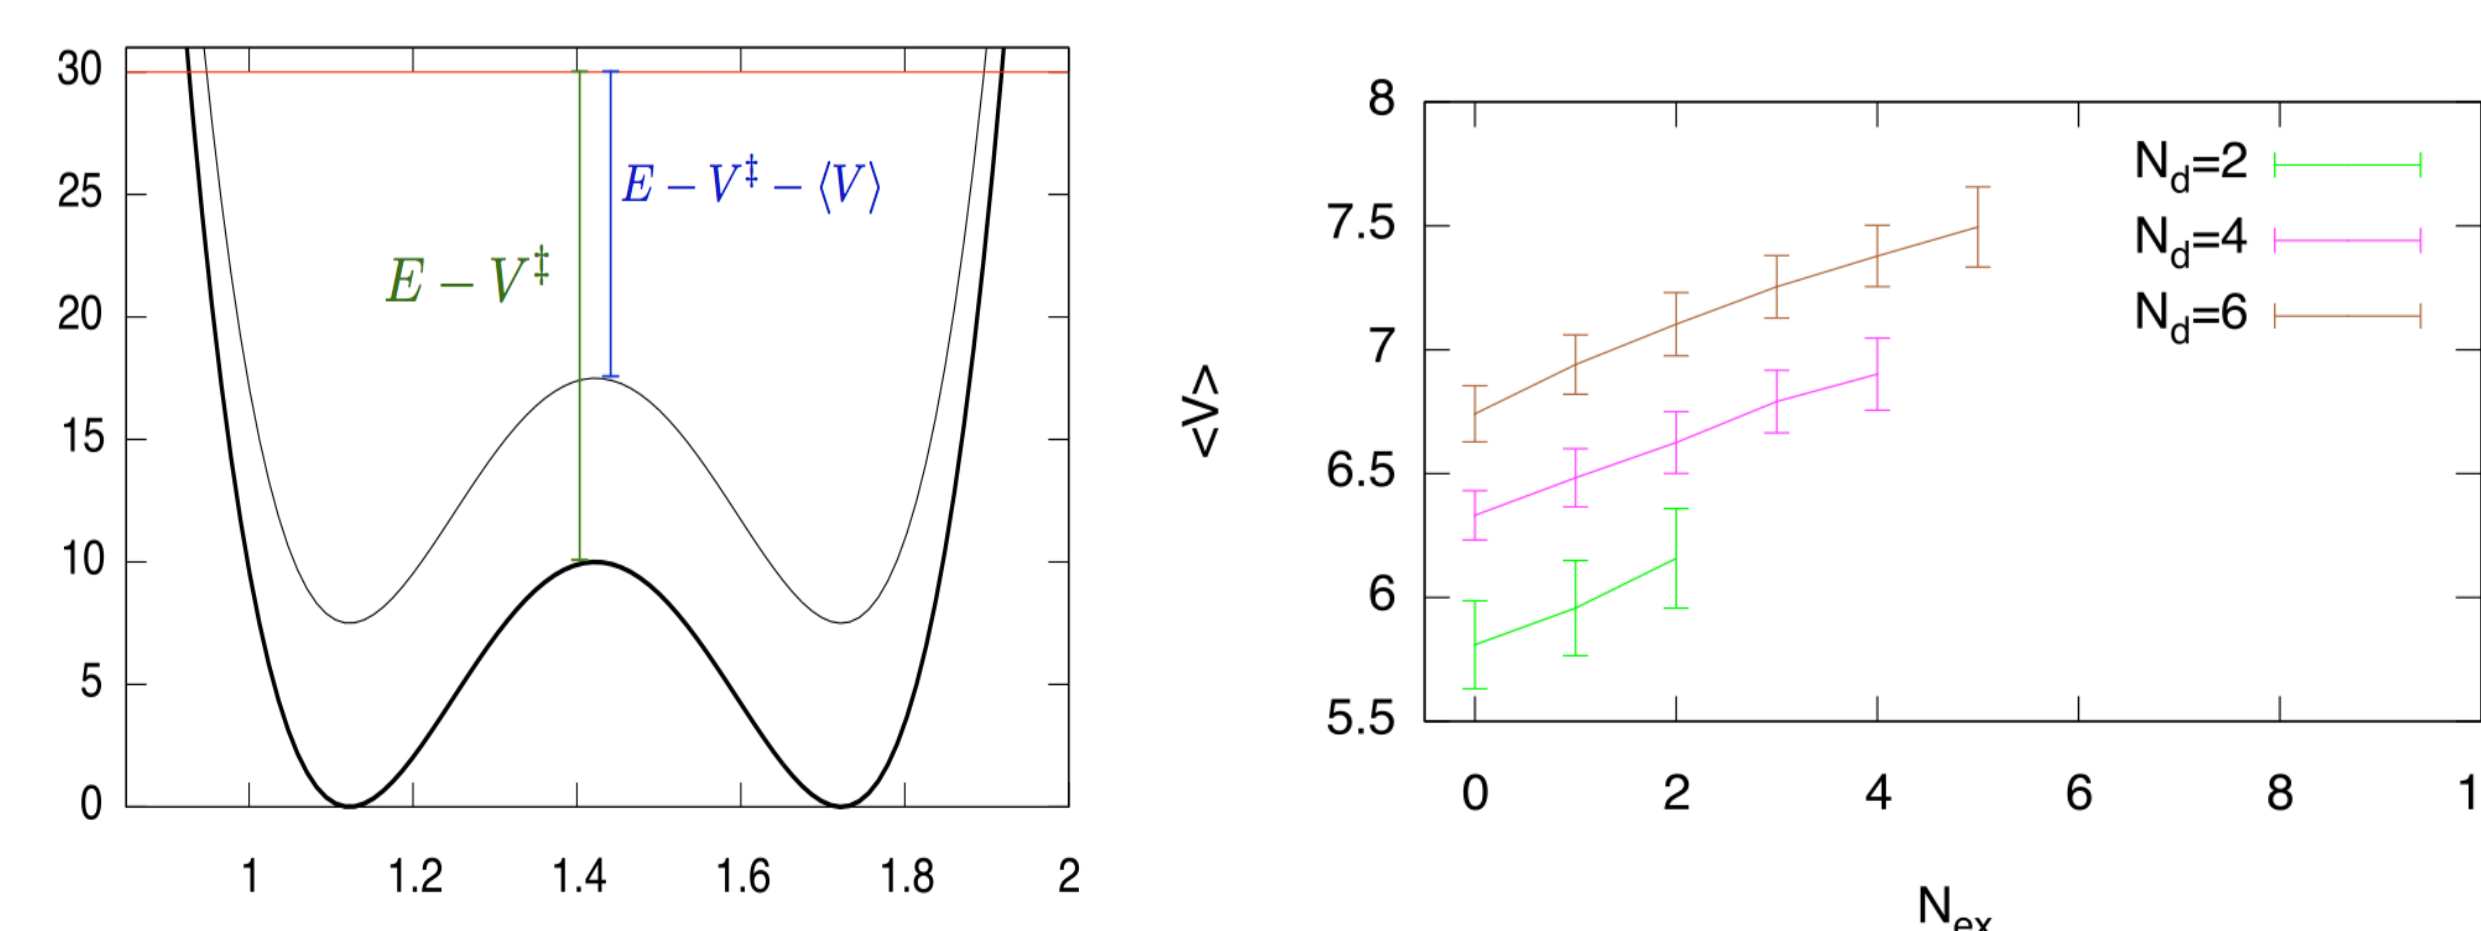 30
25
20
15
10
5
0
1 1.2 1.4 1.6 1.8 2
E − V‡
E − V‡ − ⟨V⟩
8
7.5
7
6.5
6
5.5
<V>
0 2 4 6 8 1
Nex
Nd=2
Nd=4
Nd=6